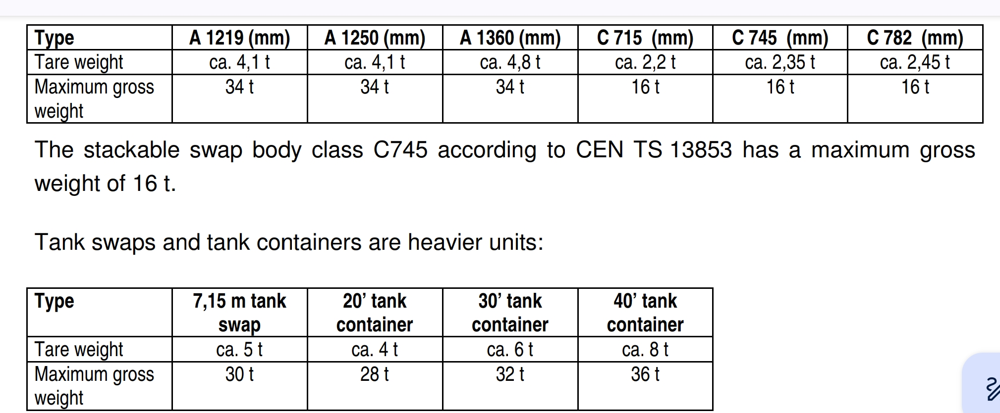 Type A 1219 (mm) A 1250 (mm) A 1360 (mm) C 715 (mm) C 745 (mm) C 782 (mm)
Tare weight ca. 4,1 t ca. 4,1 t ca. 4,8 t ca. 2,2 t ca. 2,35 t ca. 2,45 t
Maximum gross 34 t 34 t 34 t 16 t 16 t 16 t
weight
The stackable swap body class C745 according to CEN TS 13853 has a maximum gross
weight of 16 t.
Tank swaps and tank containers are heavier units:
Type 7,15 m tank 20’ tank 30’ tank 40’ tank
swap container container container
Tare weight ca. 5 t ca. 4 t ca. 6 t ca. 8 t
Maximum gross 30 t 28 t 32 t 36 t
weight